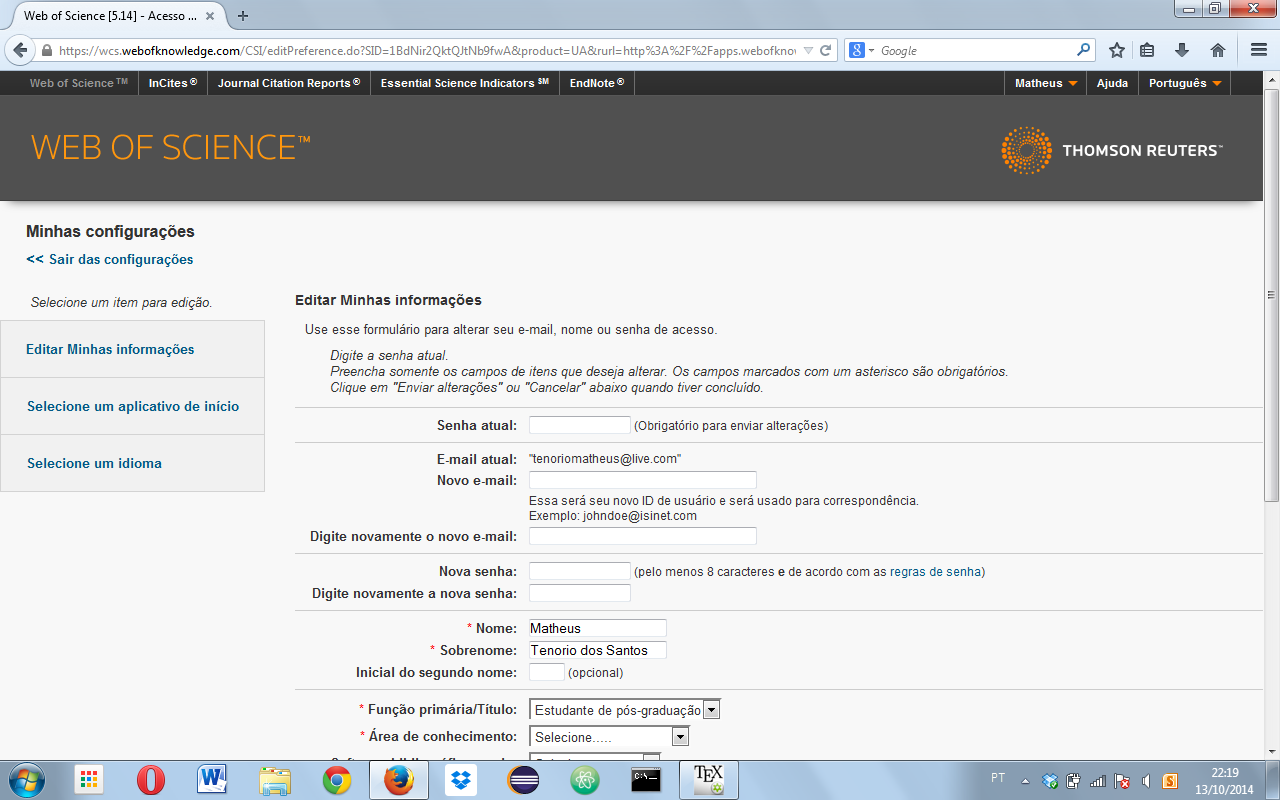 Web of Science [5.14] - Acesso ...
https://wcs.webofknowledge.com/CSI/editPreference.do?SID=1BdNir2QktQJtNb9fwA&product=UA&rurl=http%3A%2F%2Fapps.webofknov
Google
Web of Science™ InCites® Journal Citation Reports® Essential Science Indicators℠ EndNote® Matheus Ajuda Português
WEB OF SCIENCE™
THOMSON REUTERS™
Minhas configurações
<< Sair das configurações
Selecione um item para edição.
Editar Minhas informações
Selecione um aplicativo de início
Selecione um idioma
Editar Minhas informações
Use esse formulário para alterar seu e-mail, nome ou senha de acesso.
Digite a senha atual.
Preencha somente os campos de itens que deseja alterar. Os campos marcados com um asterisco são obrigatórios.
Clique em "Enviar alterações" ou "Cancelar" abaixo quando tiver concluído.
Senha atual: (Obrigatório para enviar alterações)
E-mail atual: "tenoriomatheus@live.com"
Novo e-mail:
Essa será seu novo ID de usuário e será usado para correspondência.
Exemplo: johndoe@isinet.com
Digite novamente o novo e-mail:
Nova senha: (pelo menos 8 caracteres e de acordo com as regras de senha)
Digite novamente a nova senha:
* Nome: Matheus
* Sobrenome: Tenorio dos Santos
Inicial do segundo nome: (opcional)
* Função primária/Título: Estudante de pós-graduação
* Área de conhecimento: Selecione.....
C:\_
TEX
PT
22:19
13/10/2014